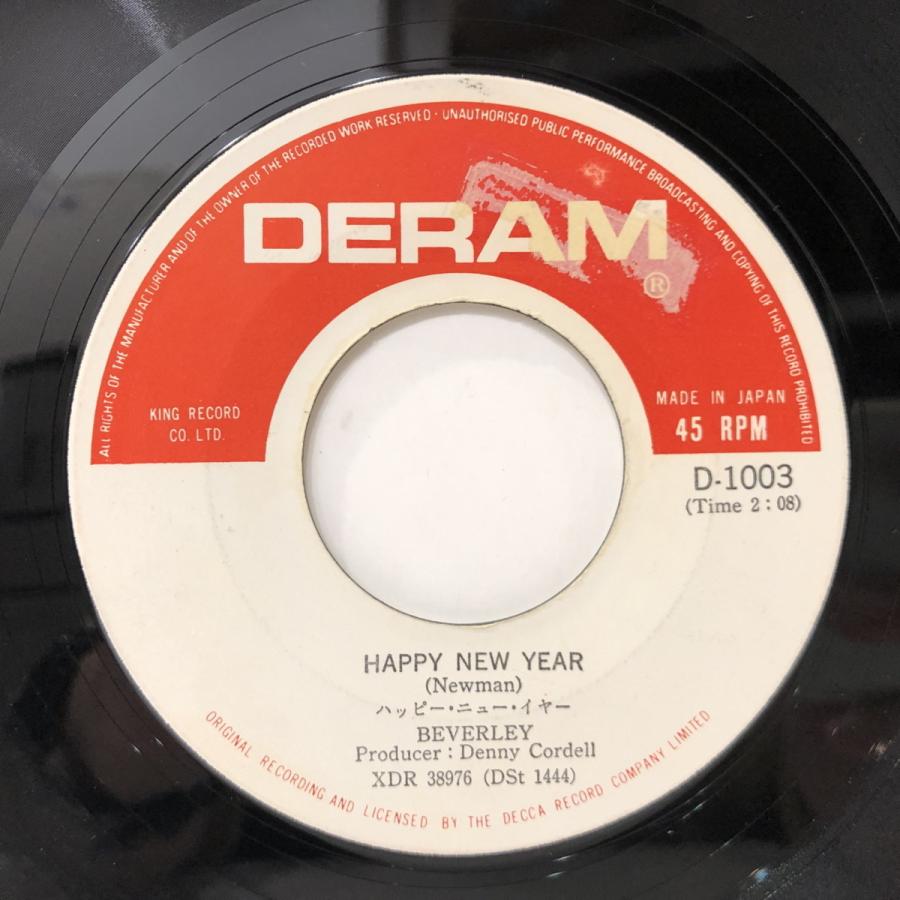 ALL RIGHTS OF THE MANUFACTURER AND OF THE OWNER OF THE RECORDED WORK RESERVED · UNAUTHORISED PUBLIC PERFORMANCE BROADCASTING AND COPYING OF THIS RECORD PROHIBITED
DERAM
®
KING RECORD
CO. LTD.
MADE IN JAPAN
45 RPM
D-1003
(Time 2:08)
HAPPY NEW YEAR
(Newman)
ハッピー・ニュー・イヤー
BEVERLEY
Producer : Denny Cordell
XDR 38976 (DSt 1444)
ORIGINAL RECORDING AND LICENSED BY THE DECCA RECORD COMPANY LIMITED